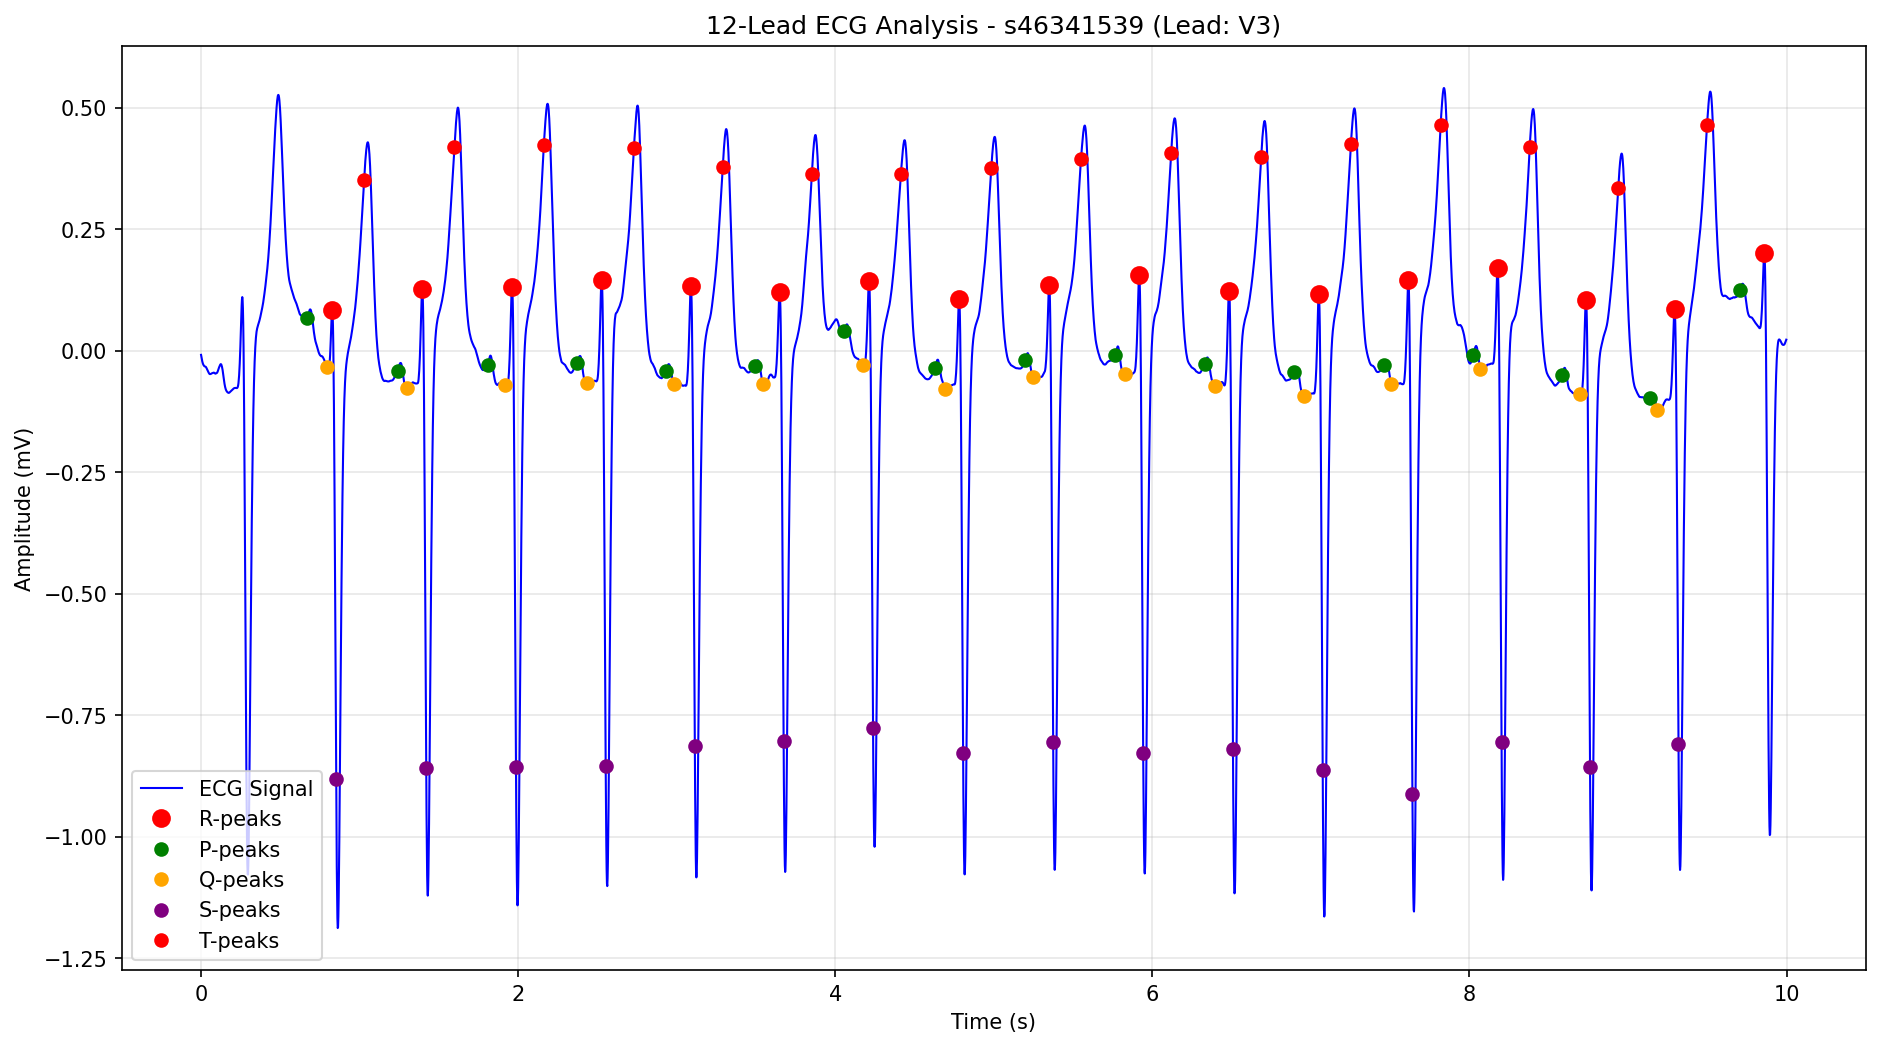 12-Lead ECG Analysis - s46341539 (Lead: V3)
Amplitude (mV)
0.50
0.25
0.00
−0.25
−0.50
−0.75
−1.00
−1.25
ECG Signal
R-peaks
P-peaks
Q-peaks
S-peaks
T-peaks
0 2 4 6 8 10
Time (s)